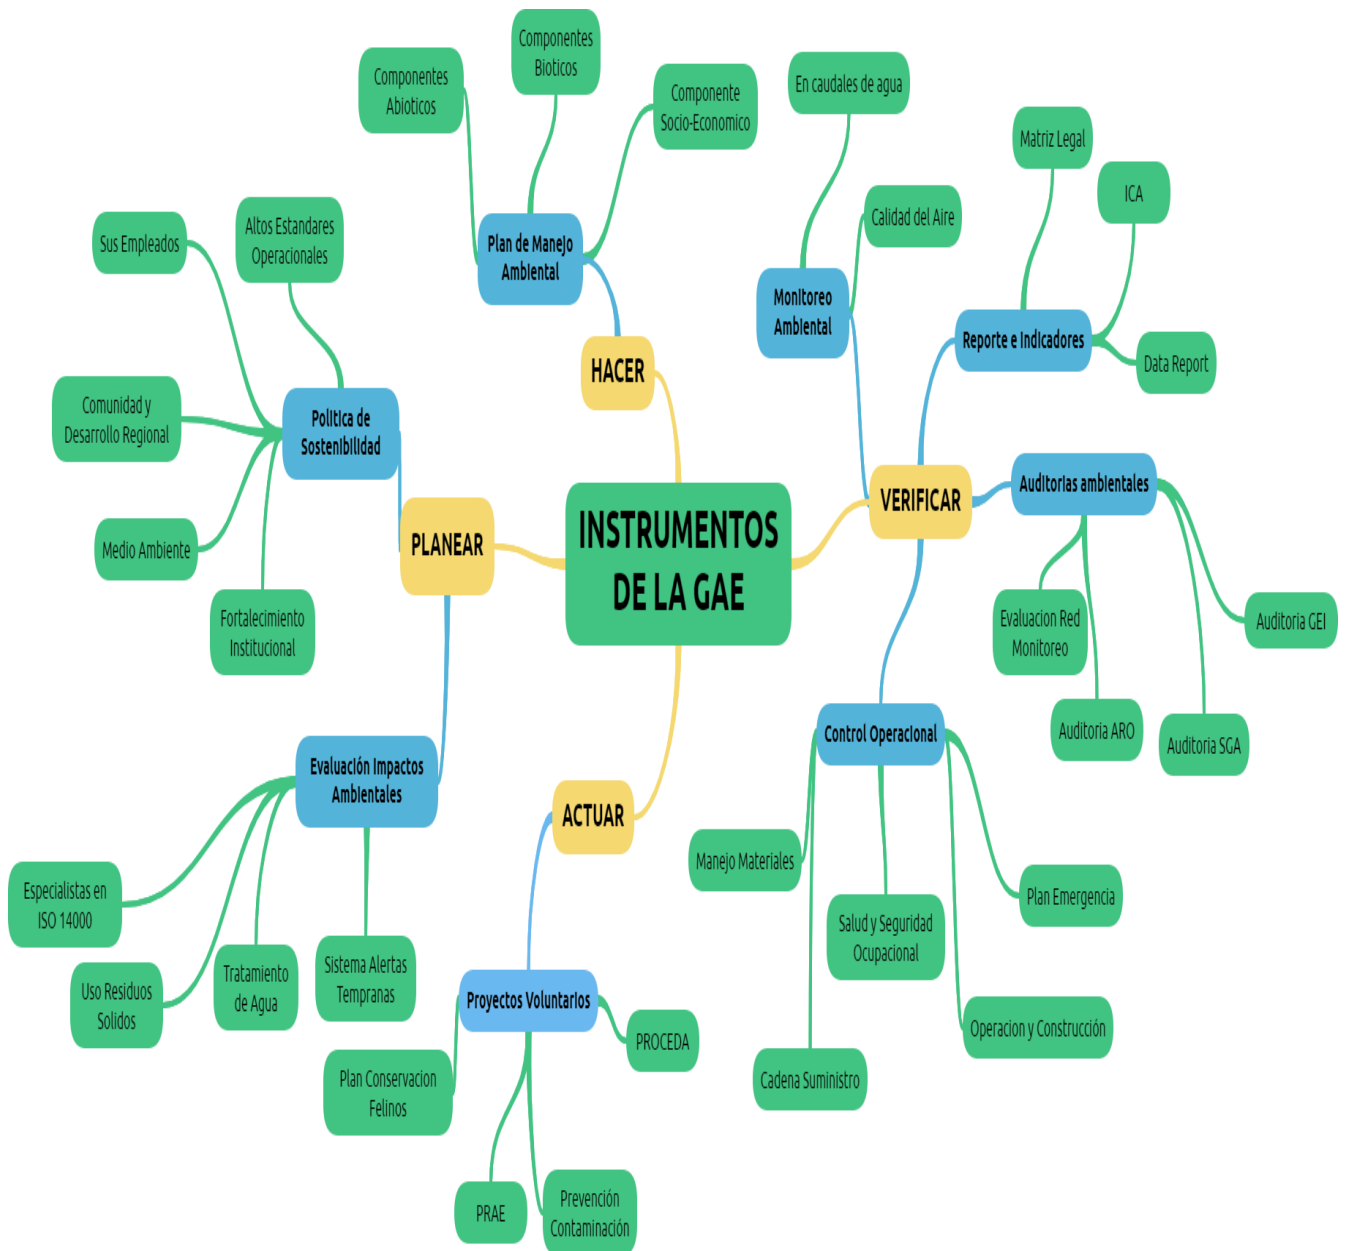 INSTRUMENTOS
DE LA GAE
PLANEAR
Politica de
Sostenibilidad
Sus Empleados
Altos Estandares
Operacionales
Comunidad y
Desarrollo Regional
Medio Ambiente
Fortalecimiento
Institucional
Evaluación Impactos
Ambientales
Especialistas en
ISO 14000
Uso Residuos
Solidos
Tratamiento
de Agua
Sistema Alertas
Tempranas
HACER
Plan de Manejo
Ambiental
Componentes
Abioticos
Componentes
Bioticos
Componente
Socio-Economico
VERIFICAR
Monitoreo
Ambiental
En caudales de agua
Calidad del Aire
Reporte e Indicadores
Matriz Legal
ICA
Data Report
Auditorias ambientales
Evaluacion Red
Monitoreo
Auditoria ARO
Auditoria SGA
Auditoria GEI
Control Operacional
Manejo Materiales
Cadena Suministro
Salud y Seguridad
Ocupacional
Operacion y Construcción
Plan Emergencia
ACTUAR
Proyectos Voluntarios
Plan Conservacion
Felinos
PRAE
Prevención
Contaminación
PROCEDA